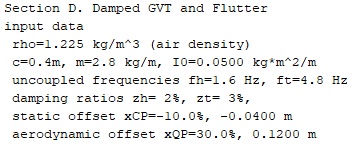 Section D. Damped GVT and Flutter
input data
rho=1.225 kg/m^3 (air density)
c=0.4m, m=2.8 kg/m, I0=0.0500 kg*m^2/m
uncoupled frequencies fh=1.6 Hz, ft=4.8 Hz
damping ratios zh= 2%, zt= 3%,
static offset xCP=-10.0%, -0.0400 m
aerodynamic offset xQP=30.0%, 0.1200 m